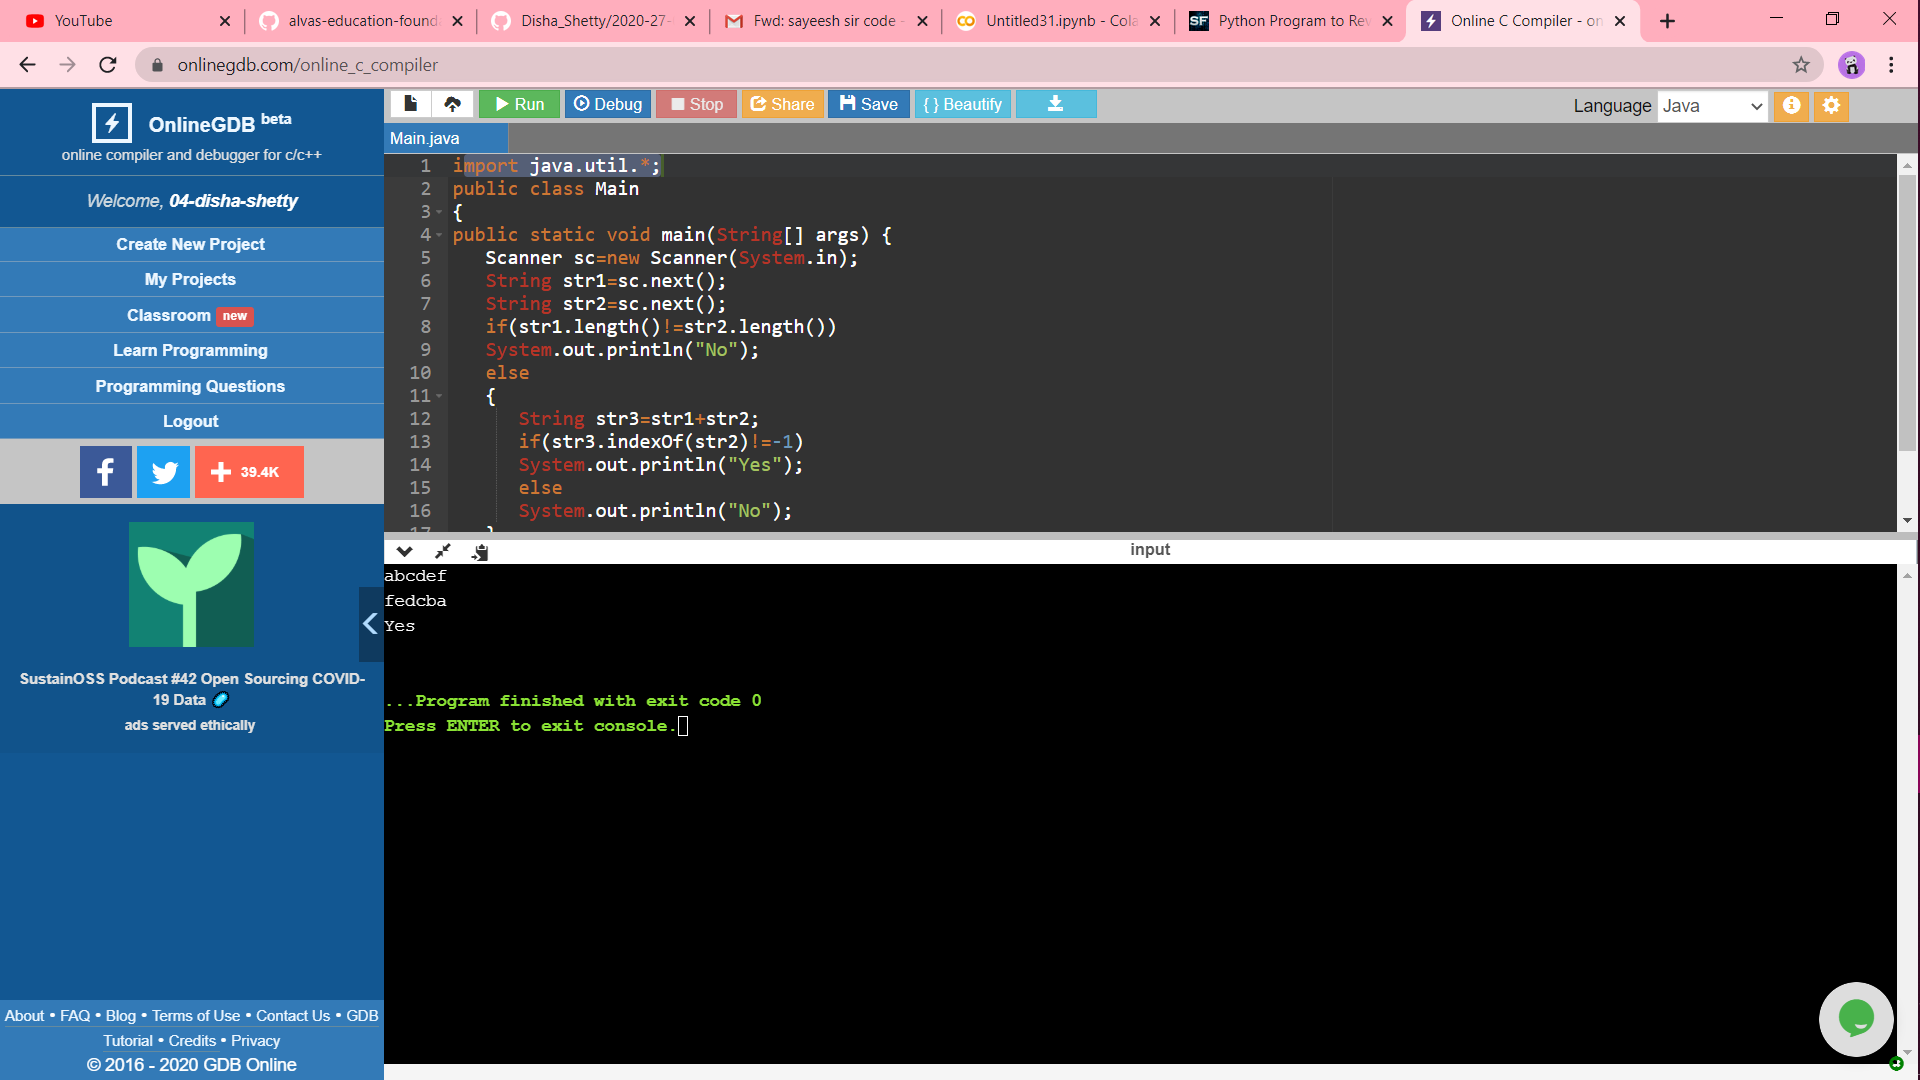 YouTube
alvas-education-found
Disha_Shetty/2020-27-
Fwd: sayeesh sir code -
Untitled31.ipynb - Cola
SF Python Program to Rev
Online C Compiler - on
onlinegdb.com/online_c_compiler
OnlineGDB beta
online compiler and debugger for c/c++
Welcome, 04-disha-shetty
Create New Project
My Projects
Classroom new
Learn Programming
Programming Questions
Logout
39.4K
SustainOSS Podcast #42 Open Sourcing COVID-
19 Data
ads served ethically
About • FAQ • Blog • Terms of Use • Contact Us • GDB
Tutorial • Credits • Privacy
© 2016 - 2020 GDB Online
Run Debug Stop Share Save { } Beautify
Language Java
Main.java
1 import java.util.*;
2 public class Main
3 {
4 public static void main(String[] args) {
5 Scanner sc=new Scanner(System.in);
6 String str1=sc.next();
7 String str2=sc.next();
8 if(str1.length()!=str2.length())
9 System.out.println("No");
10 else
11 {
12 String str3=str1+str2;
13 if(str3.indexOf(str2)!=-1)
14 System.out.println("Yes");
15 else
16 System.out.println("No");
17 }
input
abcdef
fedcba
Yes
...Program finished with exit code 0
Press ENTER to exit console.